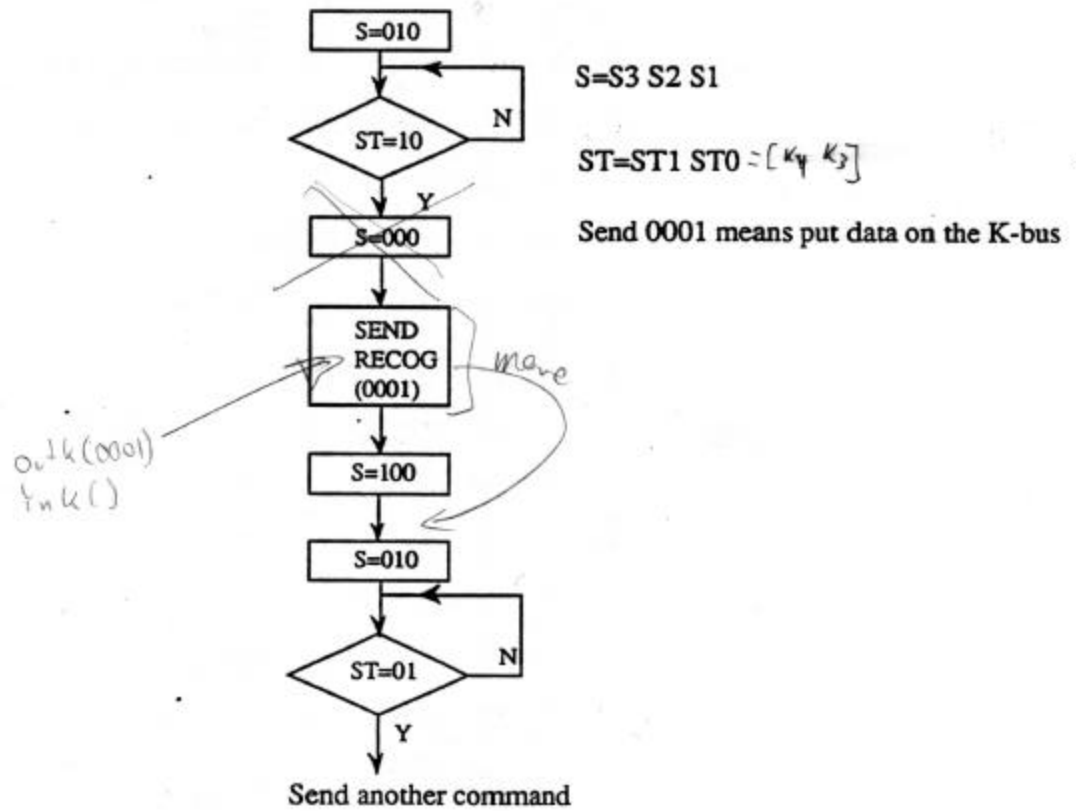 S=010
S=S3 S2 S1
N
ST=10
ST=ST1 ST0 = [K4 K3]
Y
S=000
Send 0001 means put data on the K-bus
SEND
RECOG
(0001)
move
outk(0001)
ink()
S=100
S=010
N
ST=01
Y
Send another command